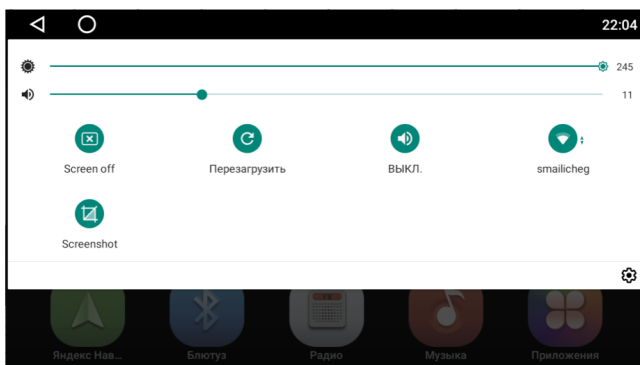 22:04
245
11
Screen off
Перезагрузить
ВЫКЛ.
smailicheg
Screenshot
Яндекс Нав...
Блютуз
Радио
Музыка
Приложения